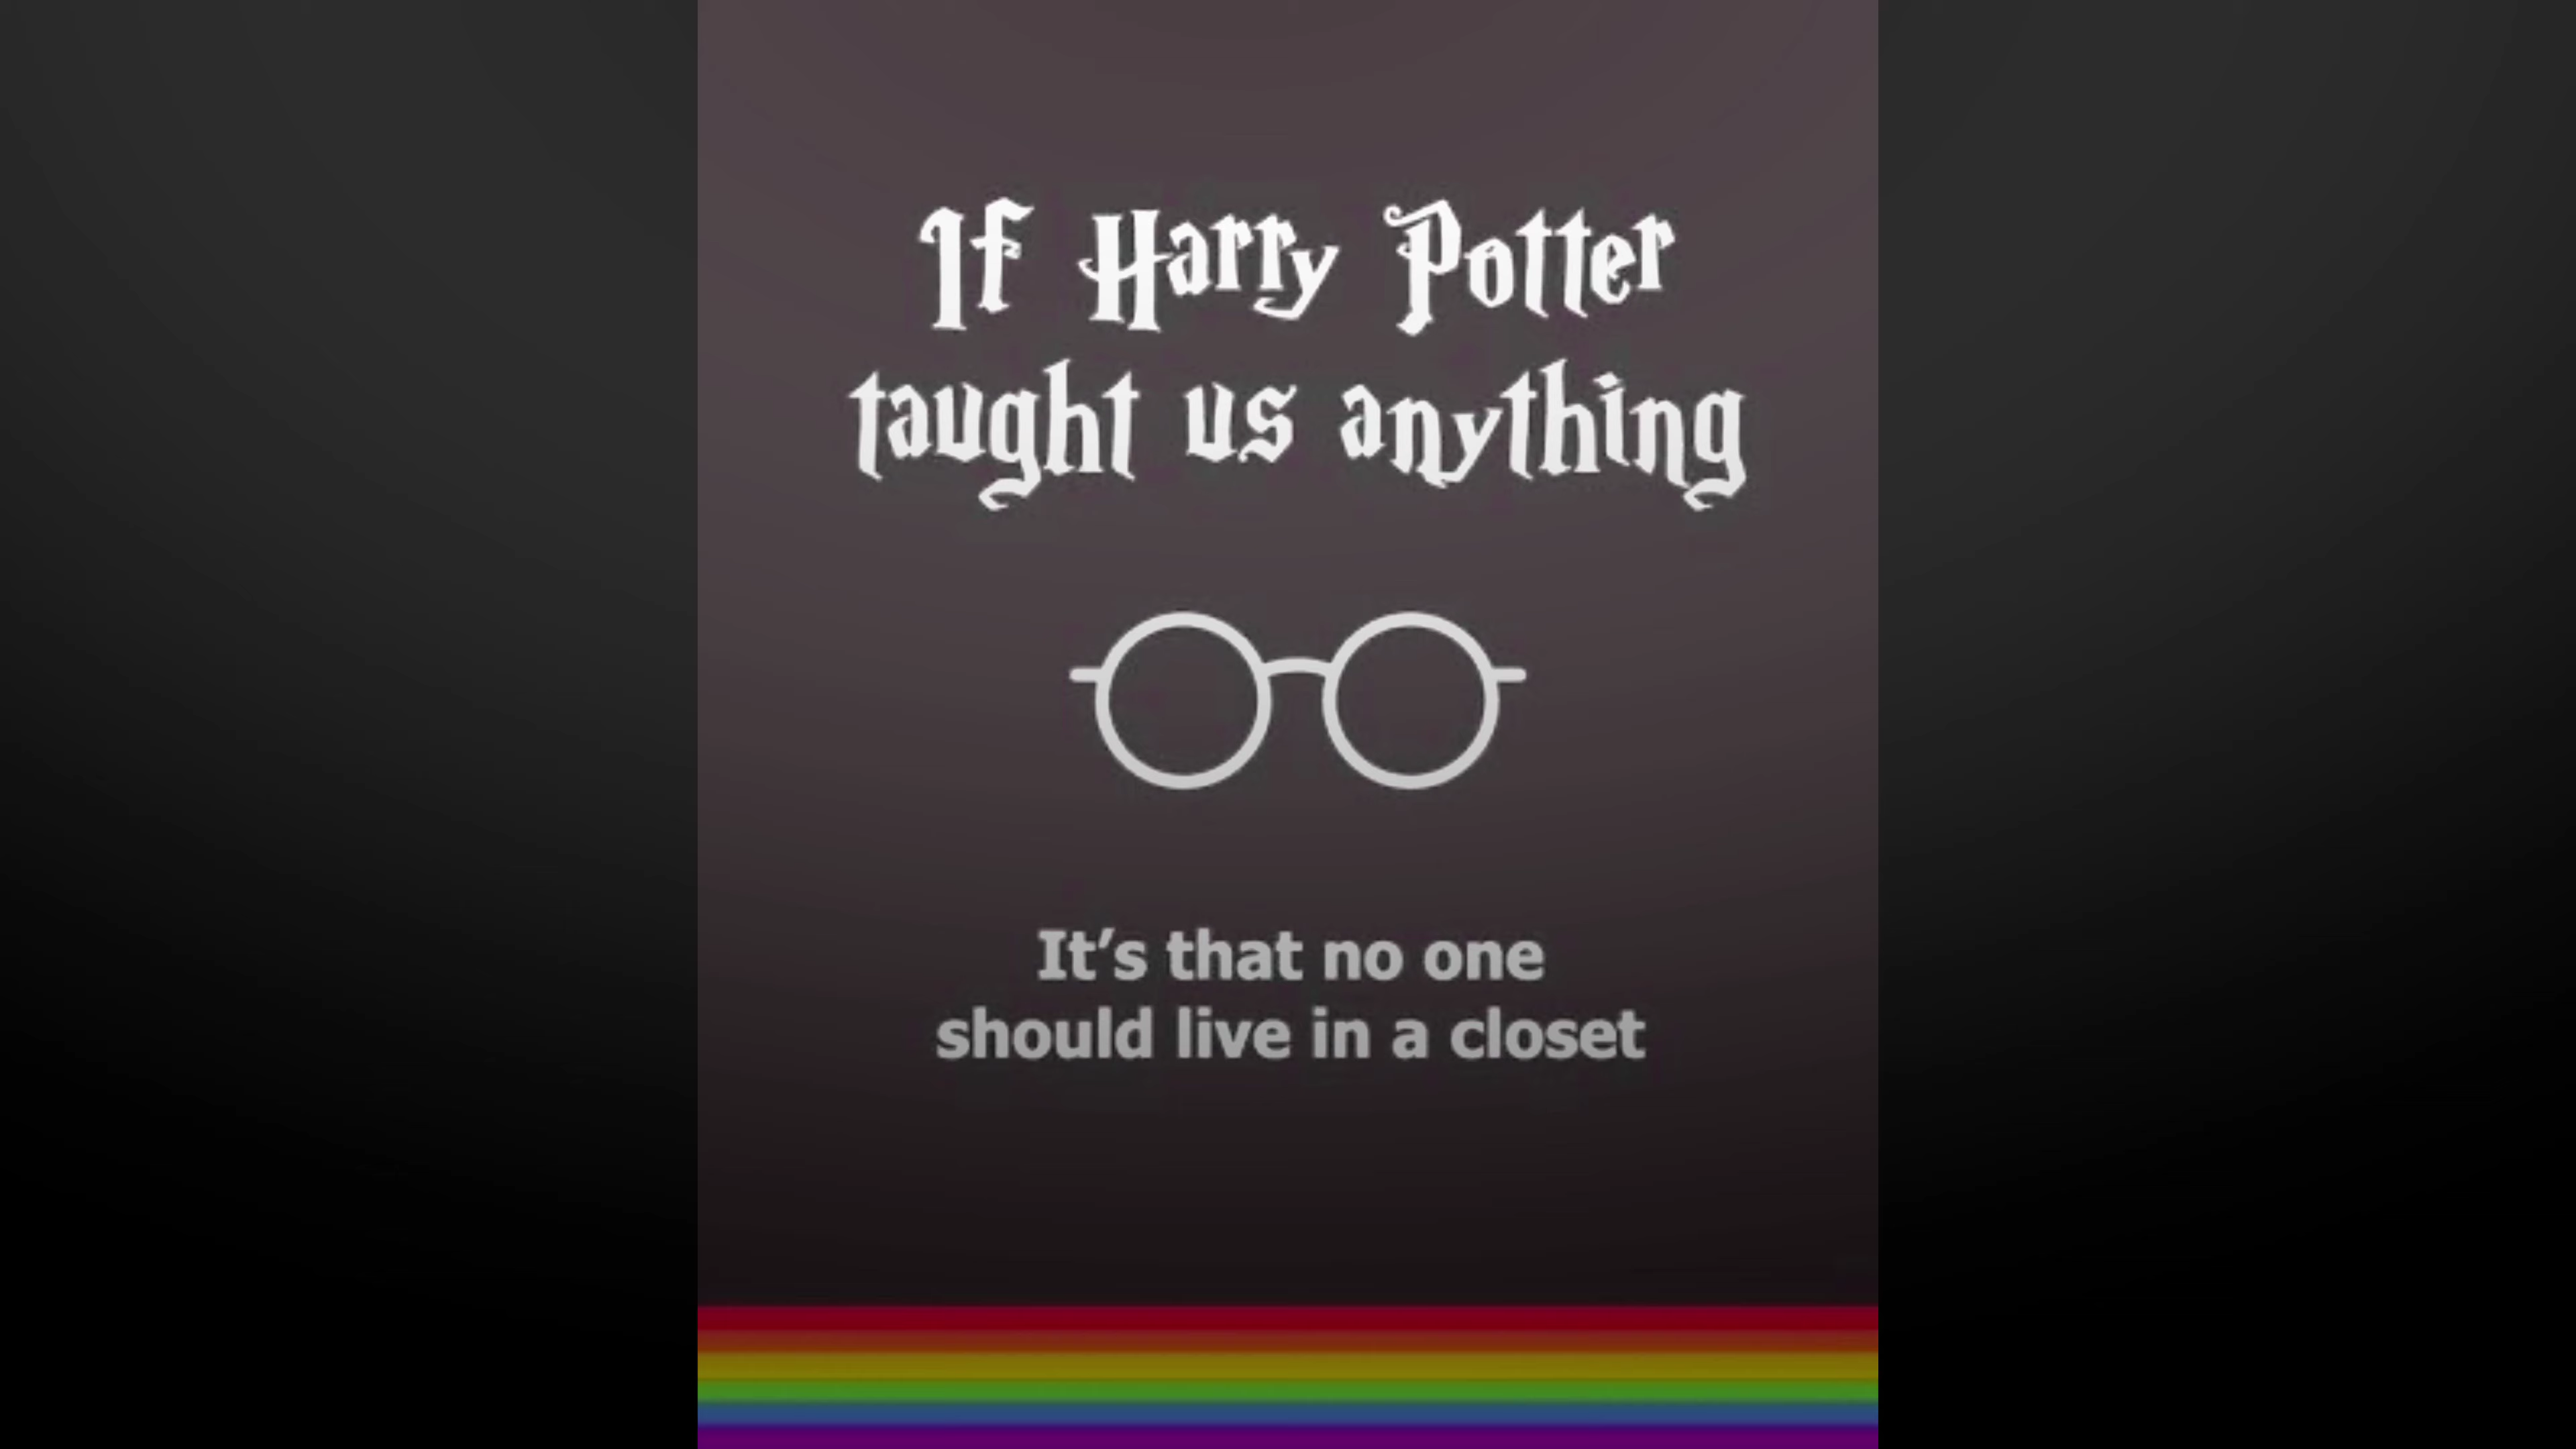 If Harry Potter
taught us anything
It’s that no one
should live in a closet